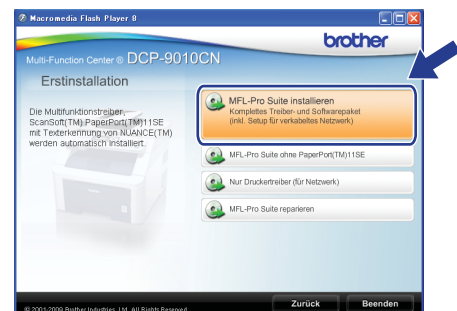 Macromedia Flash Player 8
brother
Multi-Function Center ® DCP-9010CN
Erstinstallation
Die Multifunktionstreiber,
ScanSoft(TM) PaperPort(TM)11SE
mit Texterkennung von NUANCE(TM)
werden automatisch installiert.
MFL-Pro Suite installieren
Komplettes Treiber- und Softwarepaket
(inkl. Setup für verkabeltes Netzwerk)
MFL-Pro Suite ohne PaperPort(TM)11SE
Nur Druckertreiber (für Netzwerk)
MFL-Pro Suite reparieren
Zurück
Beenden
© 2001-2008 Brother Industries, Ltd. All Rights Reserved.